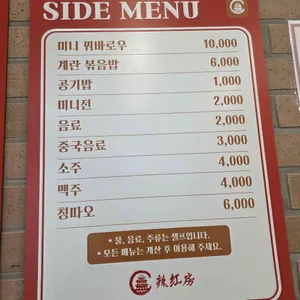 SIDE MENU
미니 꿔바로우 10,000
계란 볶음밥 6,000
공기밥 1,000
미니전 2,000
음료 2,000
중국음료 3,000
소주 4,000
맥주 4,000
칭따오 6,000
• 물, 음료, 주류는 셀프입니다.
• 모든 메뉴는 계산 후 이용해 주세요.
辣红房